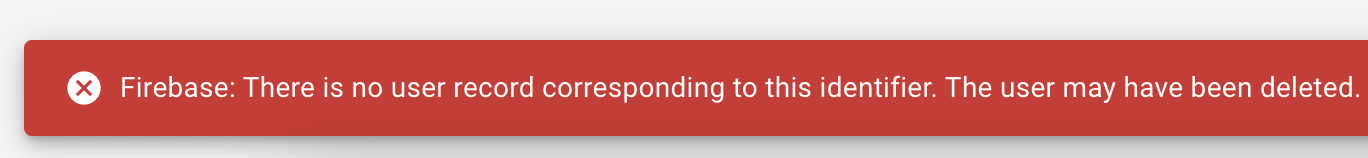 Firebase: There is no user record corresponding to this identifier. The user may have been deleted.